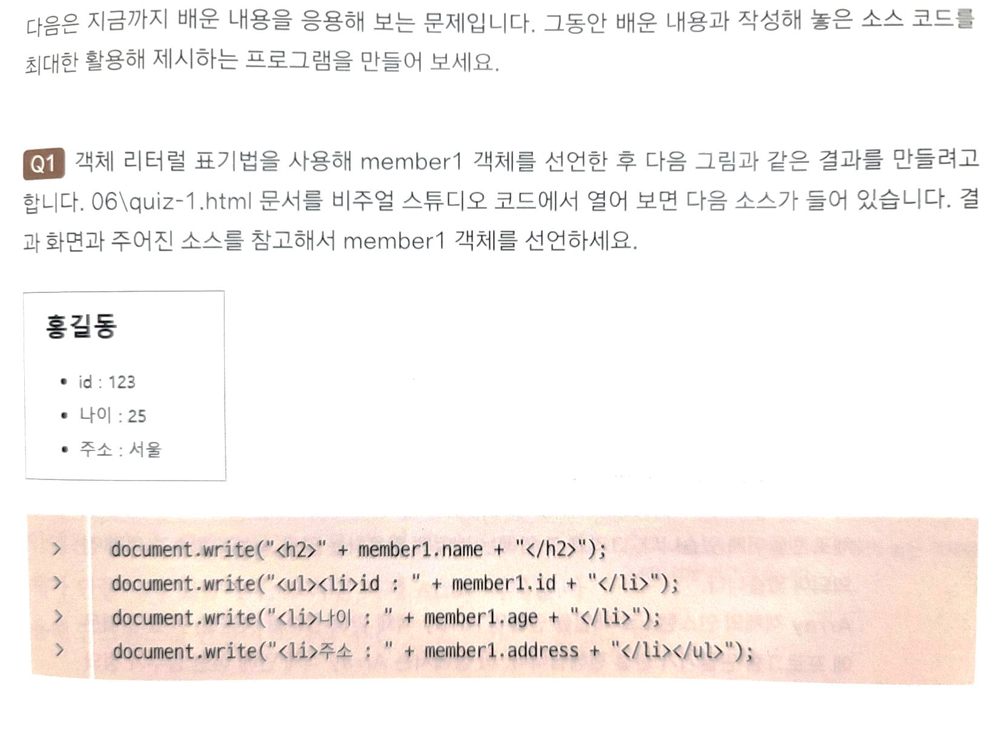 다음은 지금까지 배운 내용을 응용해 보는 문제입니다. 그동안 배운 내용과 작성해 놓은 소스 코드를
최대한 활용해 제시하는 프로그램을 만들어 보세요.
Q1 객체 리터럴 표기법을 사용해 member1 객체를 선언한 후 다음 그림과 같은 결과를 만들려고
합니다. 06\quiz-1.html 문서를 비주얼 스튜디오 코드에서 열어 보면 다음 소스가 들어 있습니다. 결
과 화면과 주어진 소스를 참고해서 member1 객체를 선언하세요.
홍길동
• id : 123
• 나이 : 25
• 주소 : 서울
> document.write("<h2>" + member1.name + "</h2>");
> document.write("<ul><li>id : " + member1.id + "</li>");
> document.write("<li>나이 : " + member1.age + "</li>");
> document.write("<li>주소 : " + member1.address + "</li></ul>");